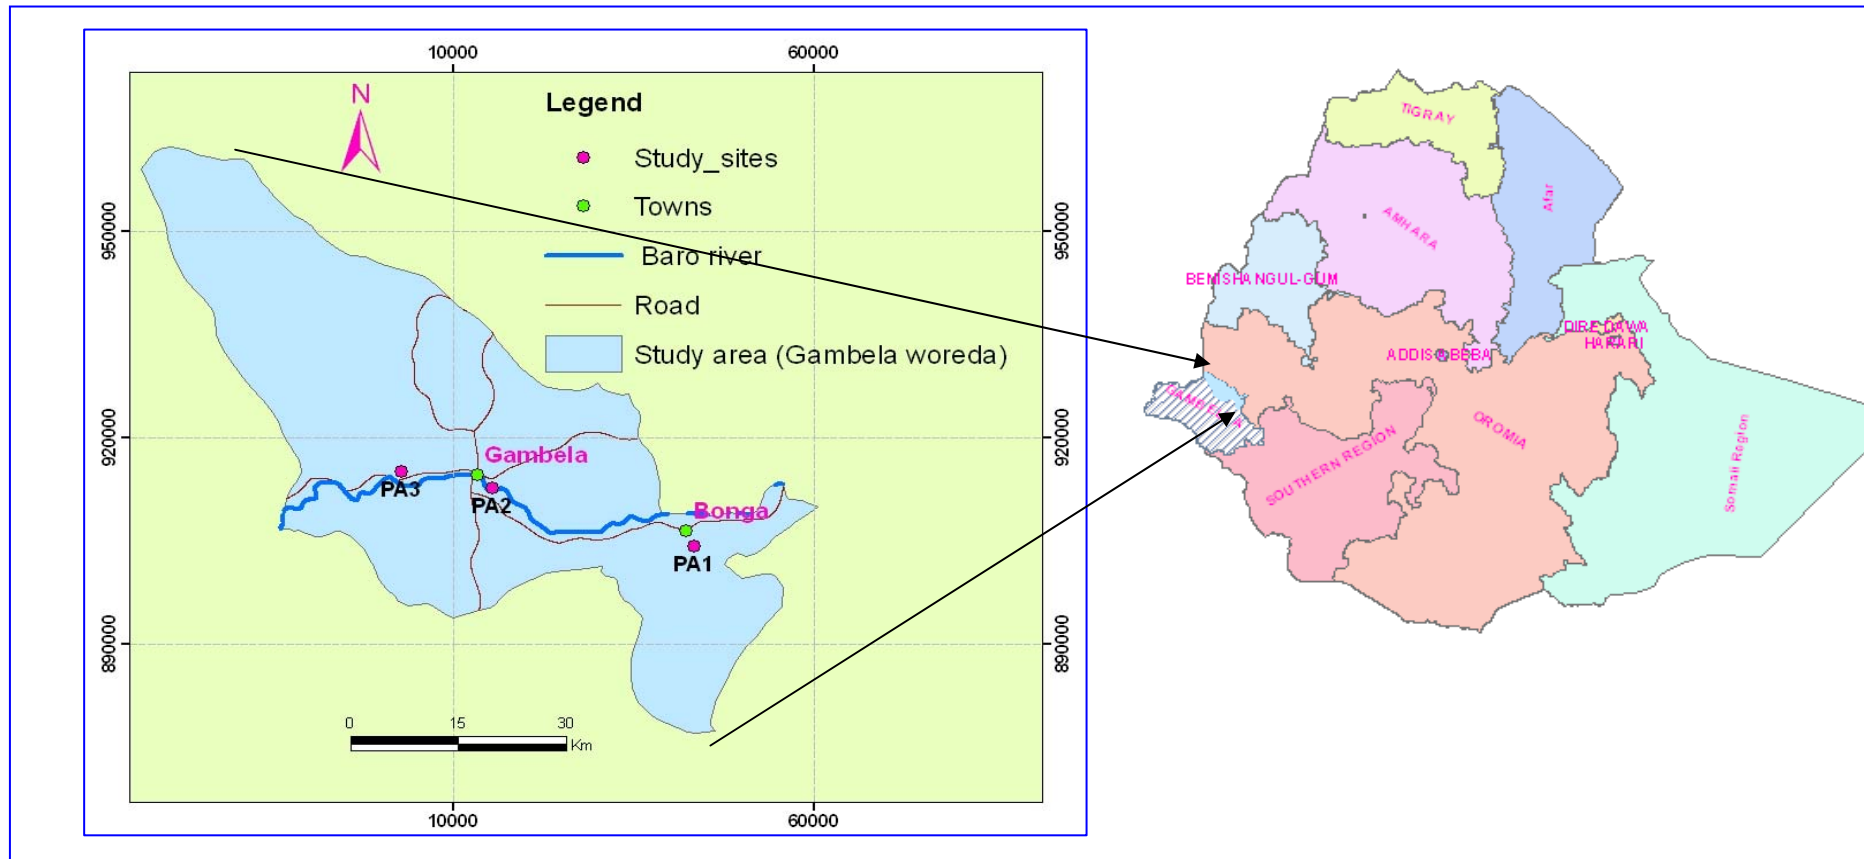 10000
60000
N
Legend
Study_sites
Towns
Baro river
Road
Study area (Gambela woreda)
950000
950000
920000
920000
890000
890000
Gambela
PA3
PA2
Bonga
PA1
0 15 30
Km
10000
60000
TIGRAY
Afar
AMHARA
BENISHANGUL-GUM
DIRE DAWA
HARARI
ADDIS ABEBA
OROMIA
SOUTHERN REGION
Somali Region